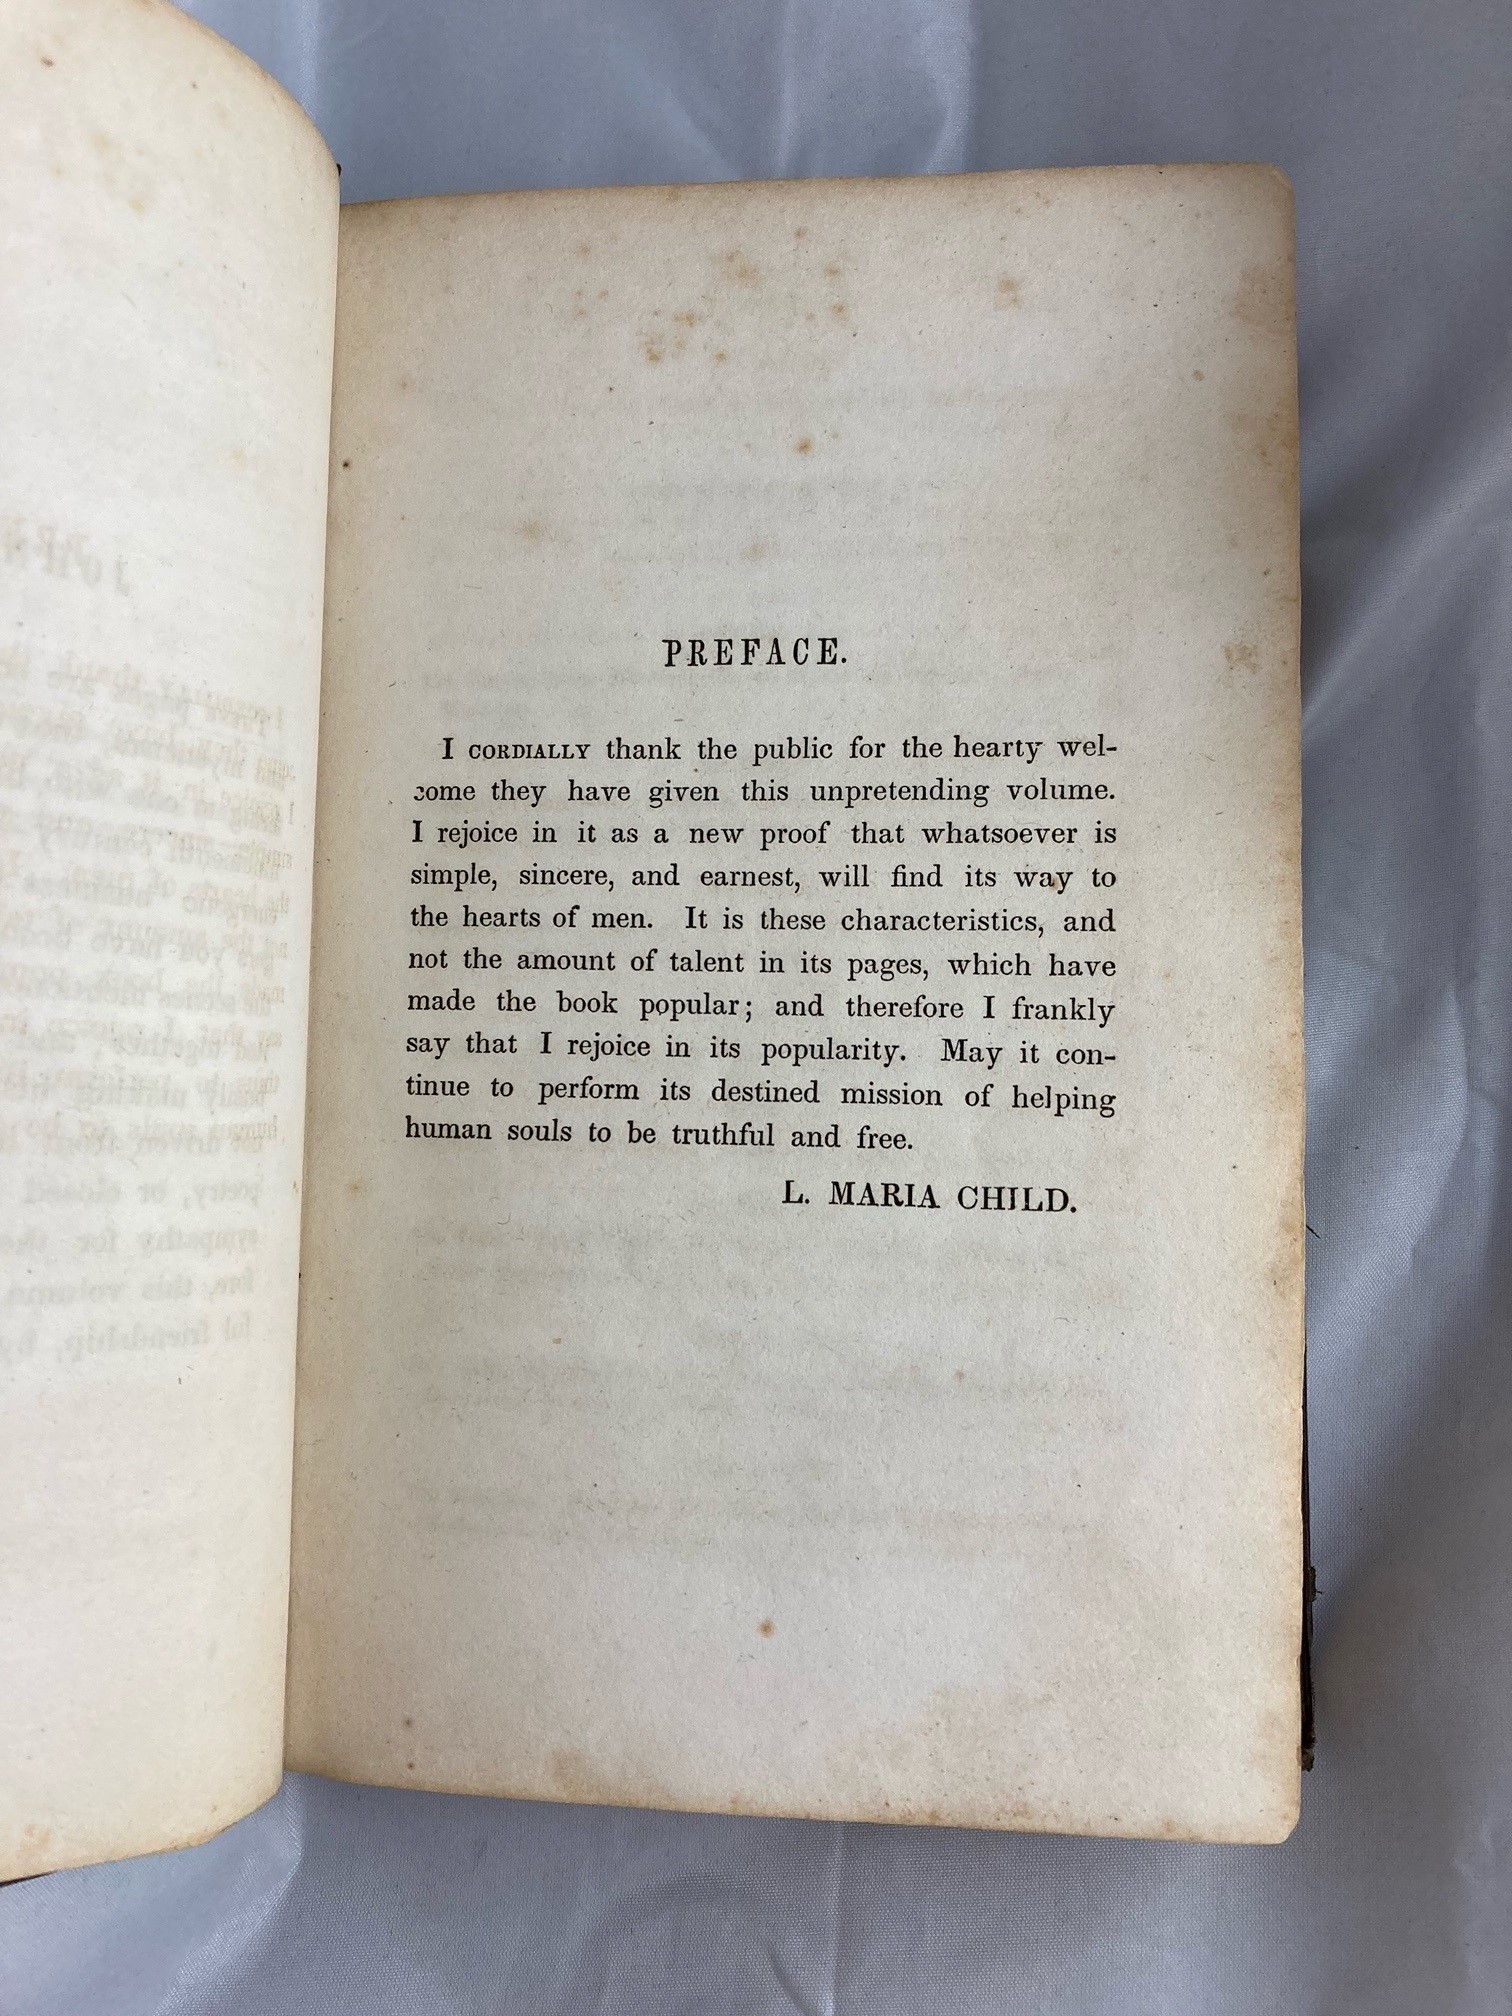 PREFACE.
I CORDIALLY thank the public for the hearty wel-
come they have given this unpretending volume.
I rejoice in it as a new proof that whatsoever is
simple, sincere, and earnest, will find its way to
the hearts of men. It is these characteristics, and
not the amount of talent in its pages, which have
made the book popular; and therefore I frankly
say that I rejoice in its popularity. May it con-
tinue to perform its destined mission of helping
human souls to be truthful and free.
L. MARIA CHILD.